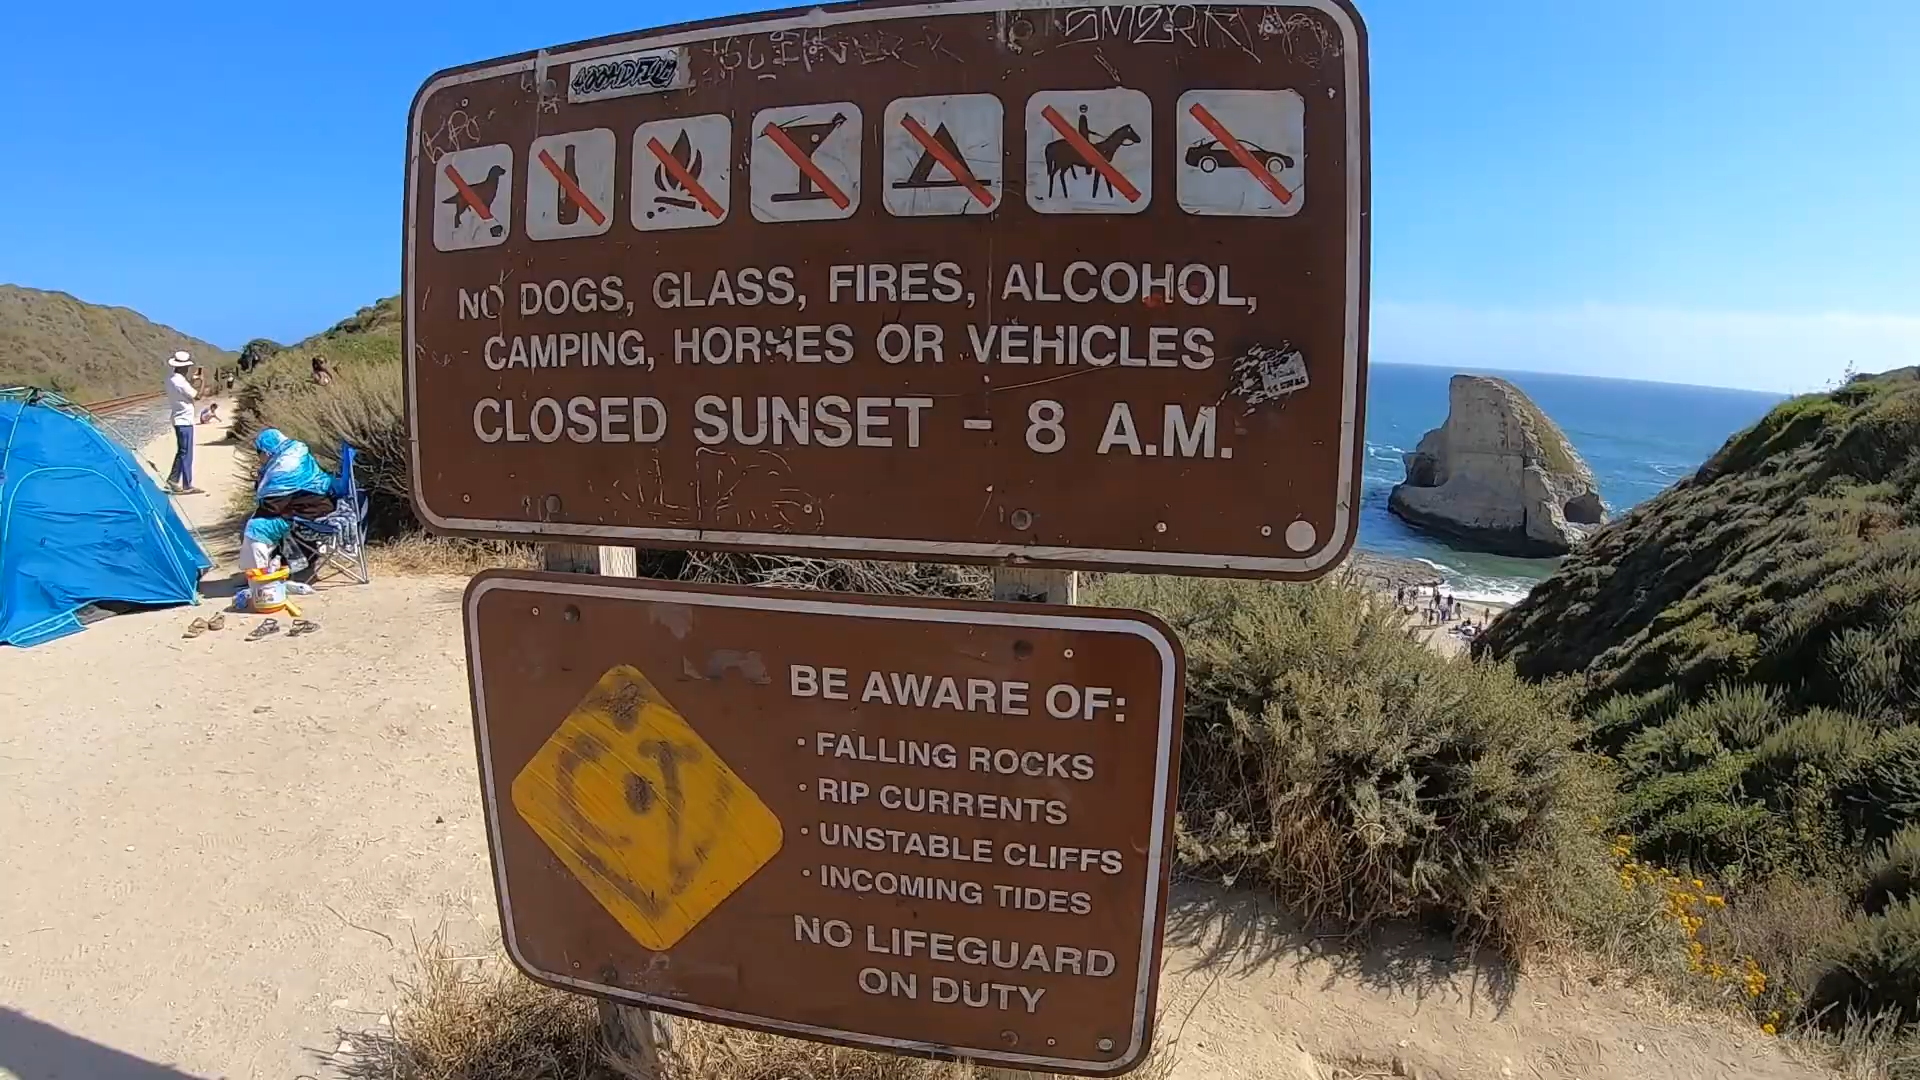 NO DOGS, GLASS, FIRES, ALCOHOL,
CAMPING, HORSES OR VEHICLES
CLOSED SUNSET - 8 A.M.
BE AWARE OF:
• FALLING ROCKS
• RIP CURRENTS
• UNSTABLE CLIFFS
• INCOMING TIDES
NO LIFEGUARD
ON DUTY